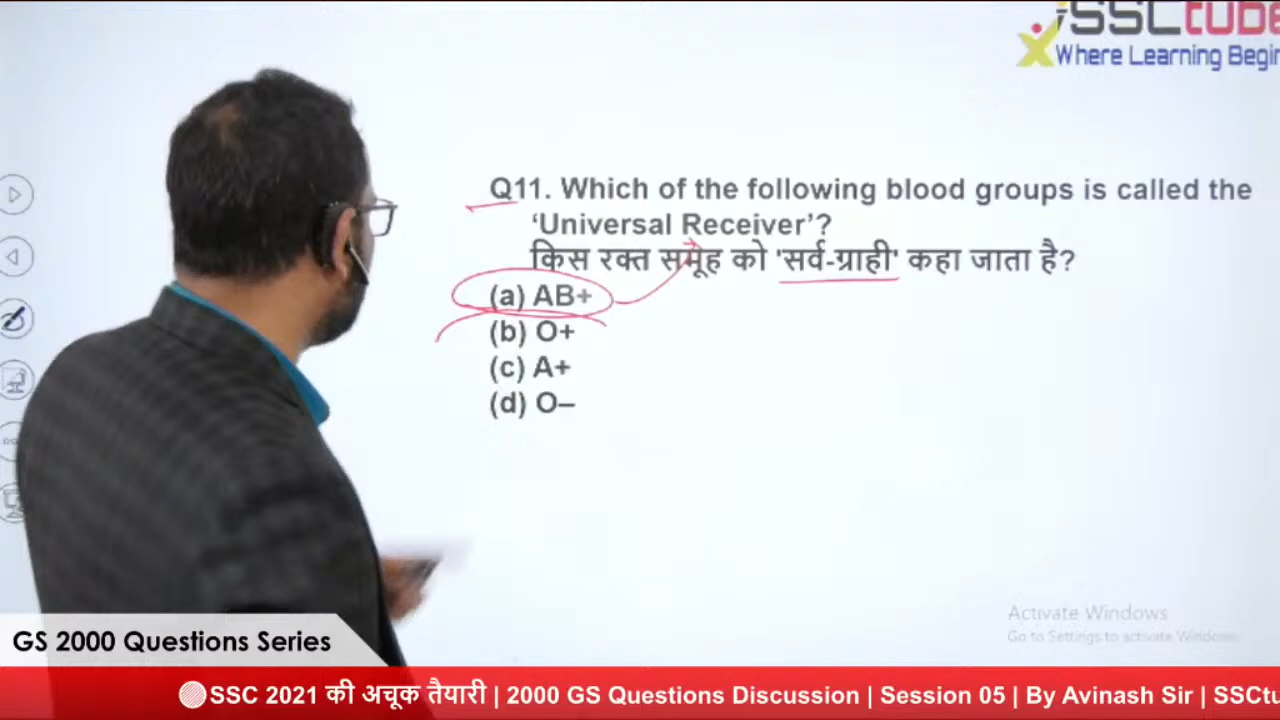 SSCtube
Where Learning Begin
Q11. Which of the following blood groups is called the
‘Universal Receiver’?
किस रक्त समूह को 'सर्व-ग्राही' कहा जाता है?
(a) AB+
(b) O+
(c) A+
(d) O–
Activate Windows
Go to Settings to activate Windows.
GS 2000 Questions Series
SSC 2021 की अचूक तैयारी | 2000 GS Questions Discussion | Session 05 | By Avinash Sir | SSCtu